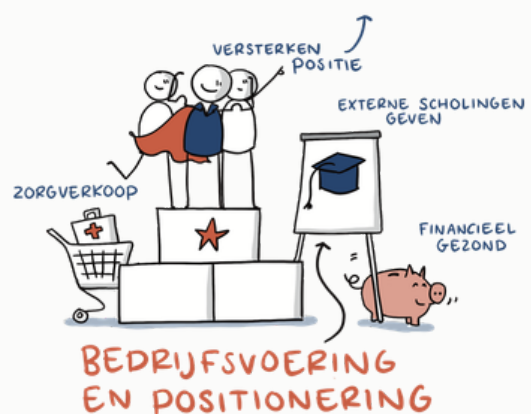 VERSTERKEN
POSITIE
EXTERNE SCHOLINGEN
GEVEN
ZORGVERKOOP
FINANCIEEL
GEZOND
BEDRIJFSVOERING
EN POSITIONERING